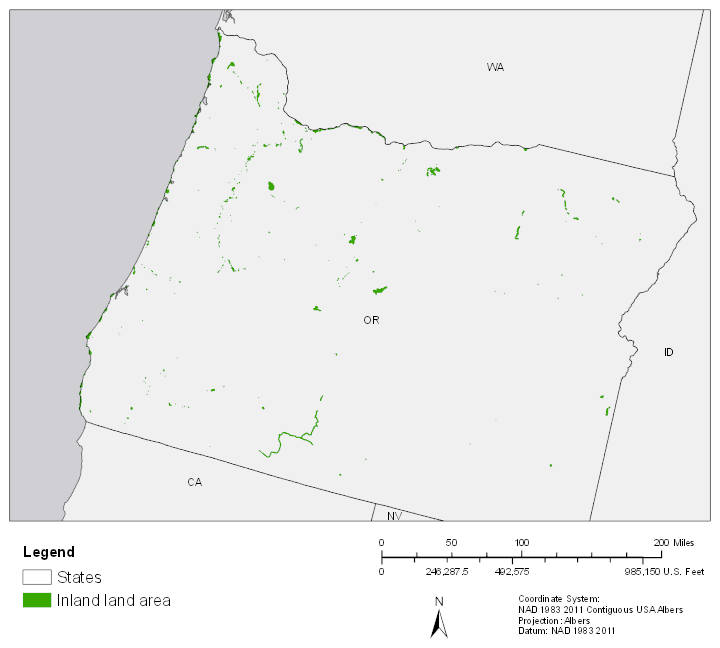 WA
OR
ID
CA
NV
Legend
States
Inland land area
0 50 100 200 Miles
0 246,287.5 492,575 985,150 U.S. Feet
N
Coordinate System:
NAD 1983 2011 Contiguous USA Albers
Projection: Albers
Datum: NAD 1983 2011